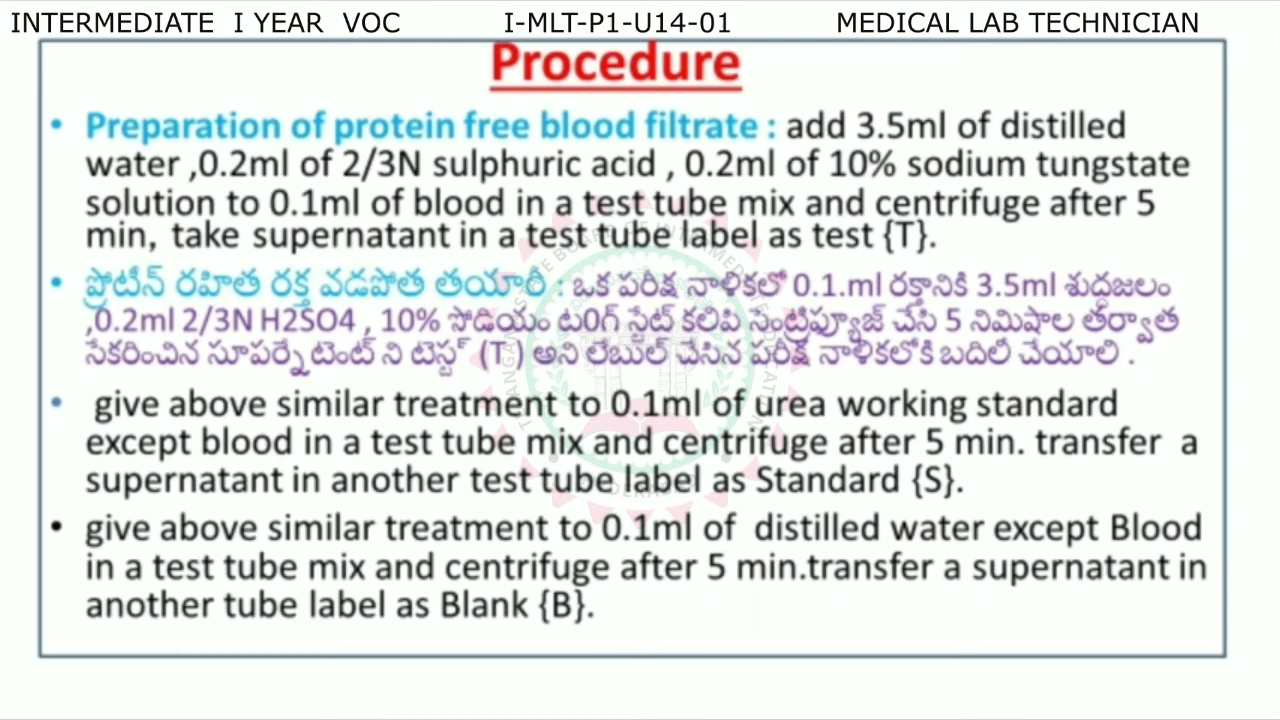 INTERMEDIATE I YEAR VOC I-MLT-P1-U14-01 MEDICAL LAB TECHNICIAN
Procedure
• Preparation of protein free blood filtrate : add 3.5ml of distilled
water ,0.2ml of 2/3N sulphuric acid , 0.2ml of 10% sodium tungstate
solution to 0.1ml of blood in a test tube mix and centrifuge after 5
min, take supernatant in a test tube label as test {T}.
• ప్రోటీన్ రహిత రక్త వడపోత తయారీ : ఒక పరీక్ష నాళికలో 0.1.ml రక్తానికి 3.5ml శుద్దజలం
,0.2ml 2/3N H2SO4 , 10% సోడియం టంగ్ స్టేట్ కలిపి సెంట్రిఫ్యూజ్ చేసి 5 నిమిషాల తర్వాత
సేకరించిన సూపర్నేటెంట్ ని టెస్ట్ (T ) అని లేబుల్ చేసిన పరీక్ష నాళికలోకి బదిలీ చేయాలి .
• give above similar treatment to 0.1ml of urea working standard
except blood in a test tube mix and centrifuge after 5 min. transfer a
supernatant in another test tube label as Standard {S}.
• give above similar treatment to 0.1ml of distilled water except Blood
in a test tube mix and centrifuge after 5 min.transfer a supernatant in
another tube label as Blank {B}.